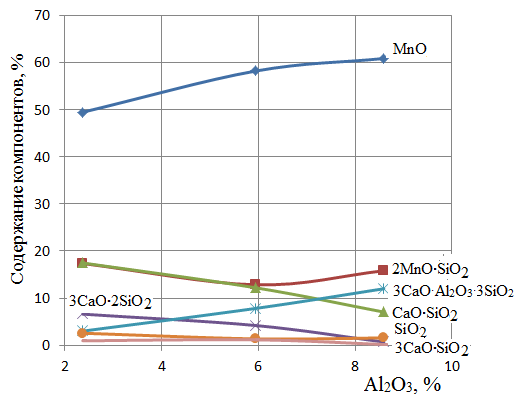 Содержание компонентов, %
70
60
50
40
30
20
10
0
2
4
6
8
10
Al₂O₃, %
MnO
2MnO·SiO₂
3CaO·Al₂O₃·3SiO₂
CaO·SiO₂
SiO₂
3CaO·SiO₂
3CaO·2SiO₂